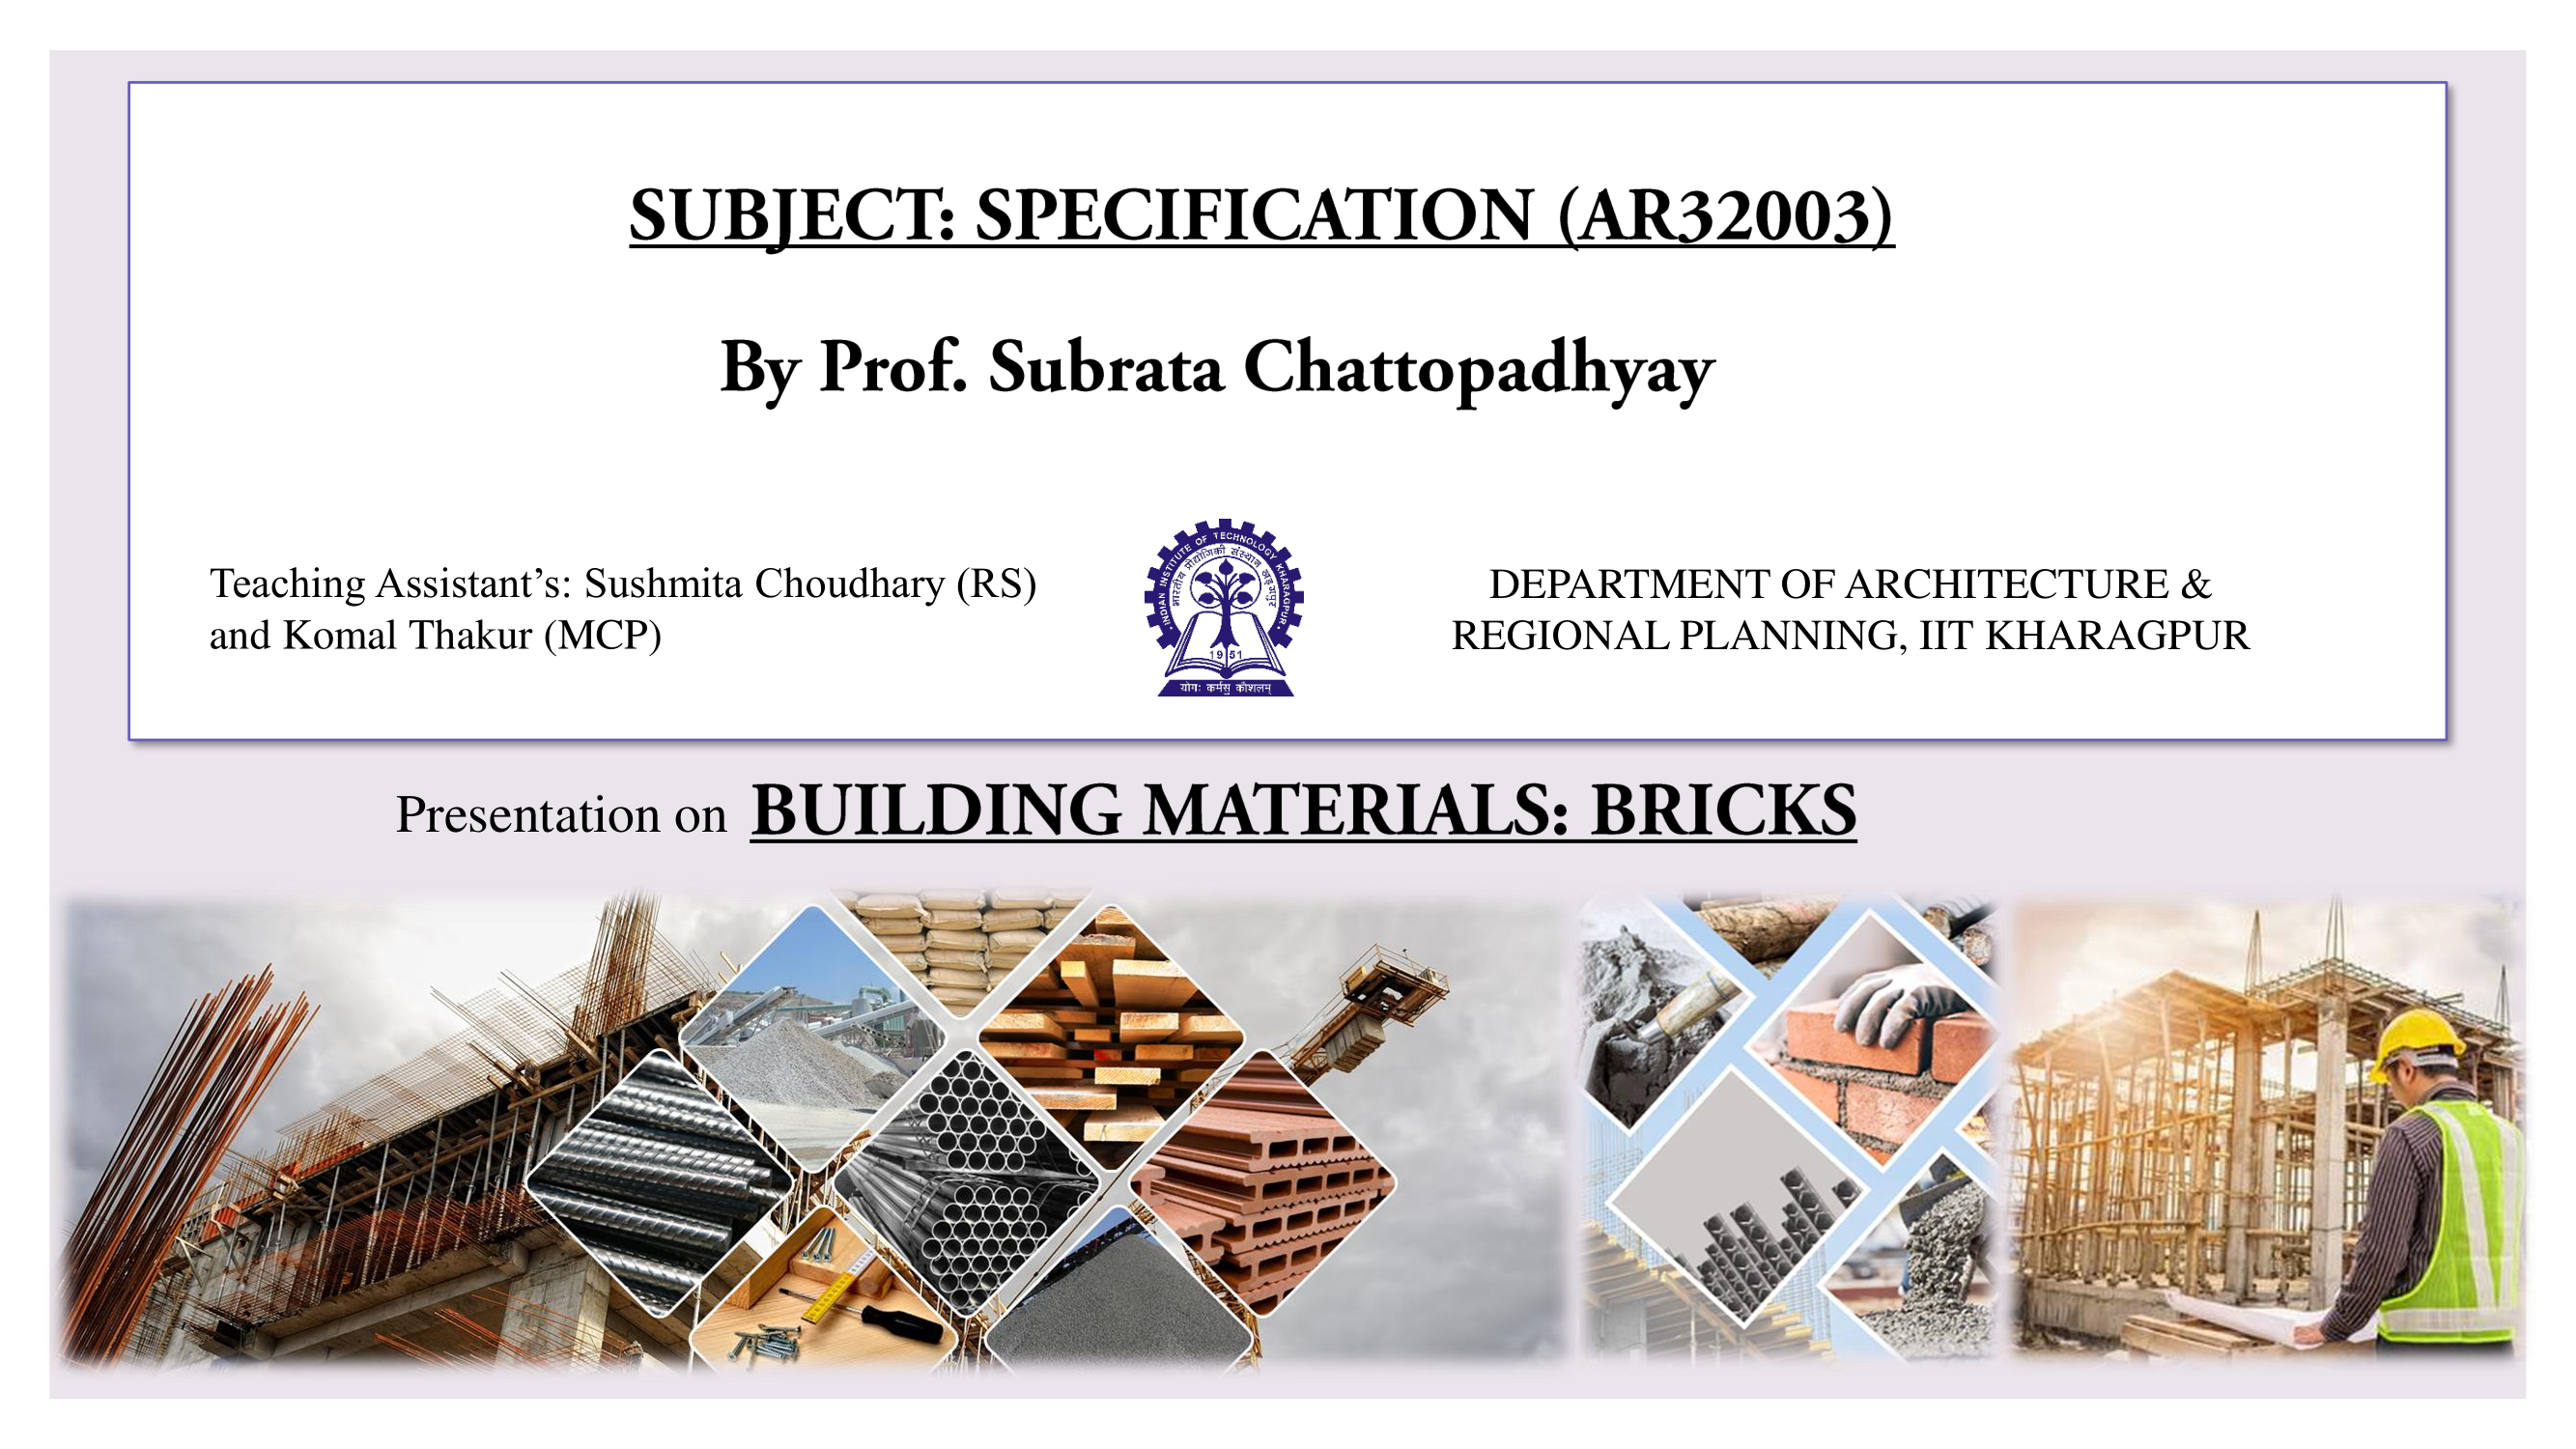 SUBJECT: SPECIFICATION (AR32003)
By Prof. Subrata Chattopadhyay
Teaching Assistant’s: Sushmita Choudhary (RS)
and Komal Thakur (MCP)
INDIAN INSTITUTE OF TECHNOLOGY KHARAGPUR
भारतीय प्रौद्योगिकी संस्थान खड़गपुर
1951
योगः कर्मसु कौशलम्
DEPARTMENT OF ARCHITECTURE &
REGIONAL PLANNING, IIT KHARAGPUR
Presentation on BUILDING MATERIALS: BRICKS